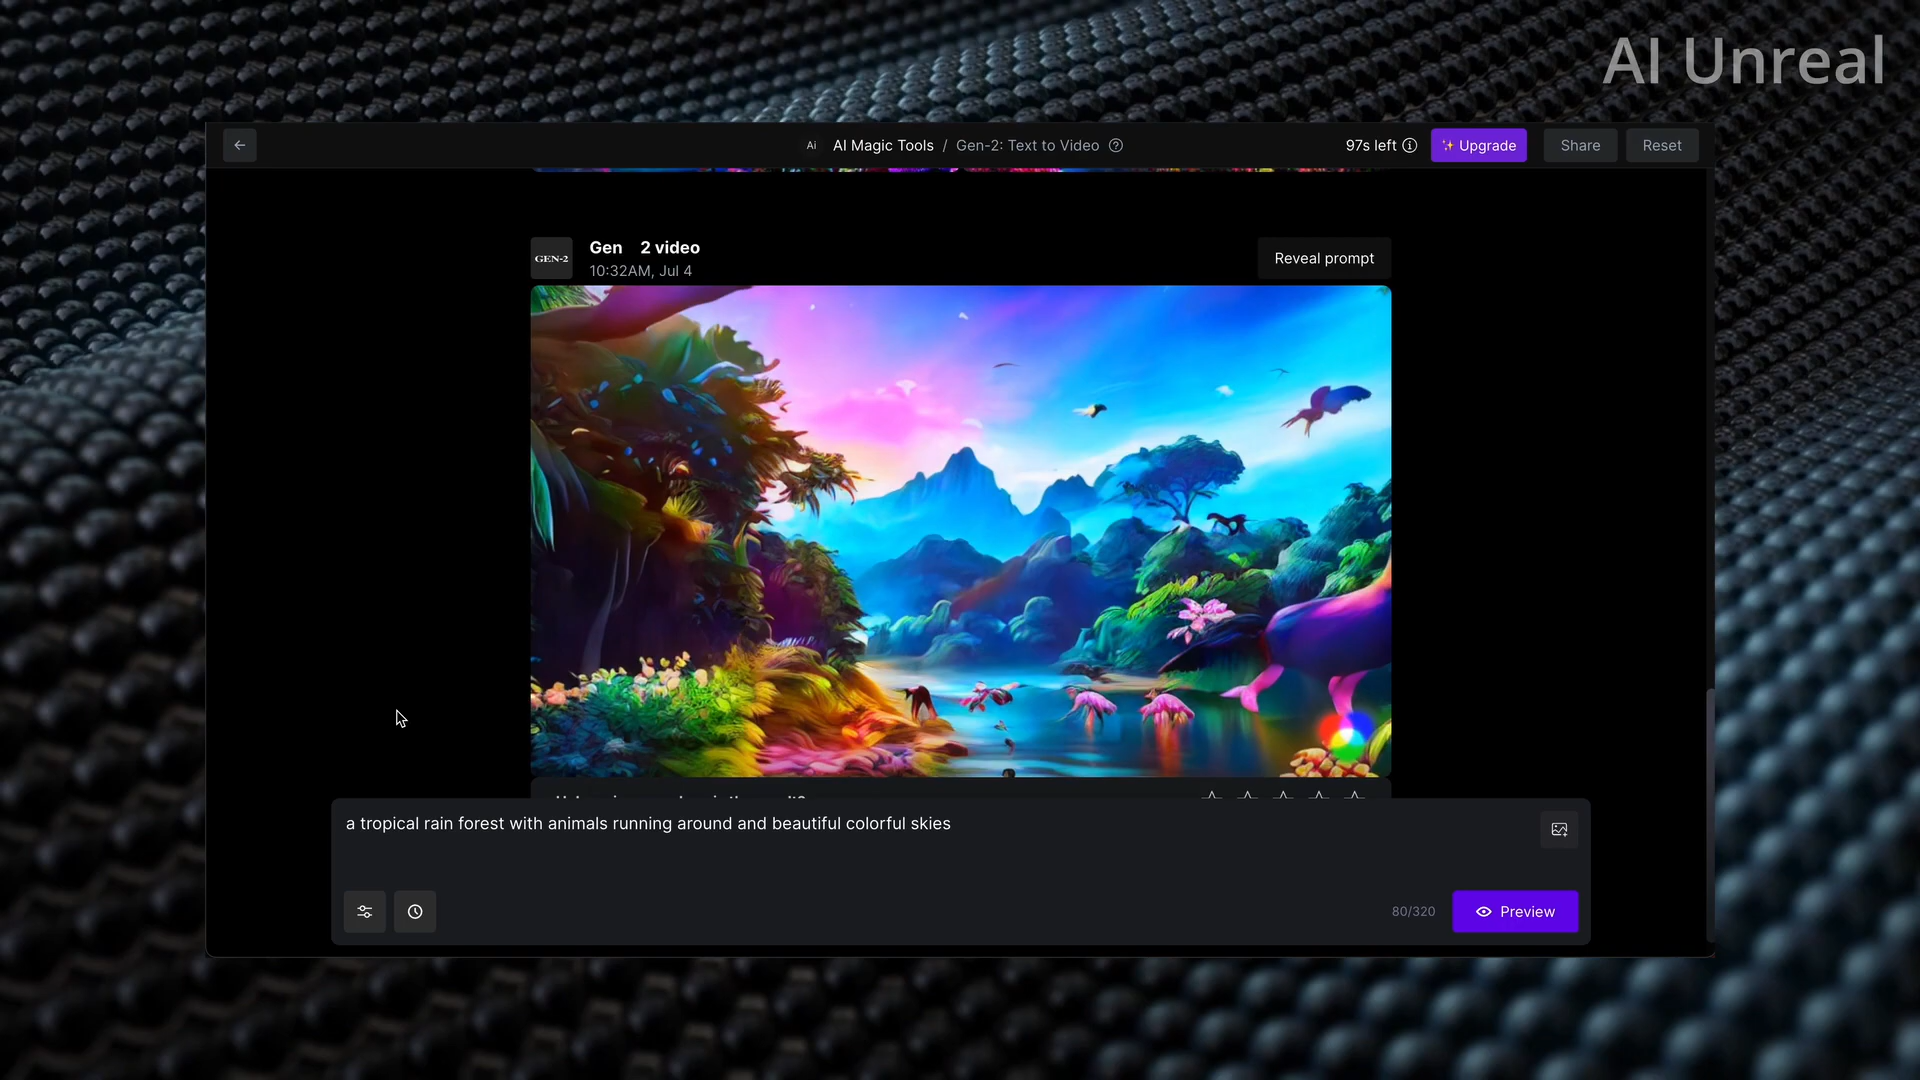 AI Unreal
Ai AI Magic Tools / Gen-2: Text to Video
97s left
Upgrade
Share
Reset
GEN-2
Gen 2 video
10:32AM, Jul 4
Reveal prompt
a tropical rain forest with animals running around and beautiful colorful skies
80/320
Preview